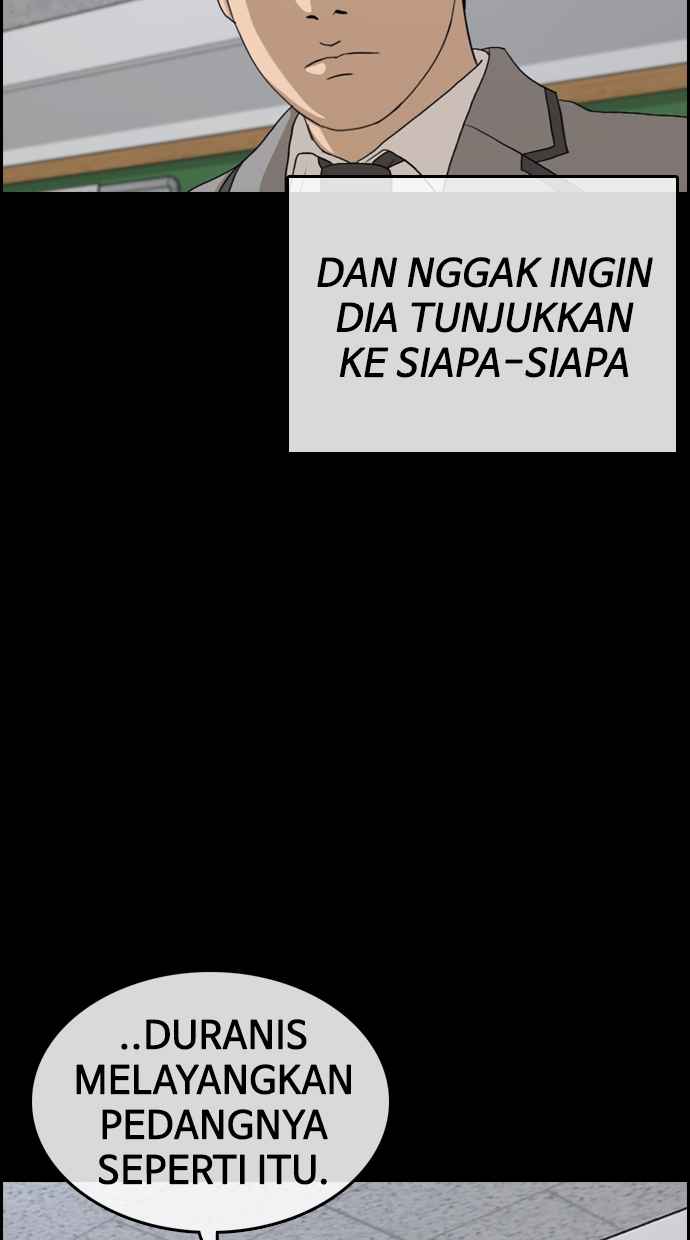 DAN NGGAK INGIN
DIA TUNJUKKAN
KE SIAPA-SIAPA
..DURANIS
MELAYANGKAN
PEDANGNYA
SEPERTI ITU.